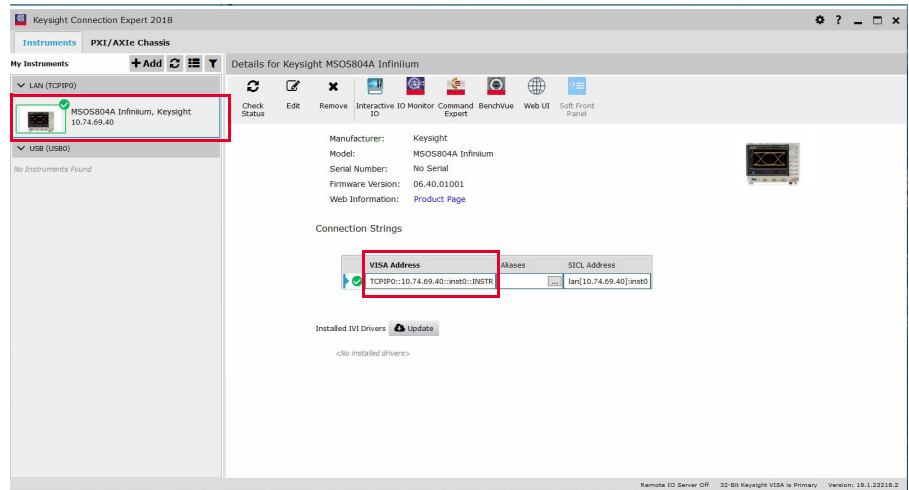 Keysight Connection Expert 2018
Instruments PXI/AXIe Chassis
My Instruments Add
Details for Keysight MSOS804A Infiniium
LAN (TCPIP0)
MSOS804A Infiniium, Keysight
10.74.69.40
USB (USB0)
No Instruments Found
Check Status Edit Remove Interactive IO IO Monitor Command Expert BenchVue Web UI Soft Front Panel
Manufacturer: Keysight
Model: MSOS804A Infiniium
Serial Number: No Serial
Firmware Version: 06.40.01001
Web Information: Product Page
Connection Strings
VISA Address Aliases SICL Address
TCPIP0::10.74.69.40::inst0::INSTR ... lan[10.74.69.40]:inst0
Installed IVI Drivers Update
<No installed drivers>
Remote IO Server Off 32-Bit Keysight VISA is Primary Version: 18.1.23218.2